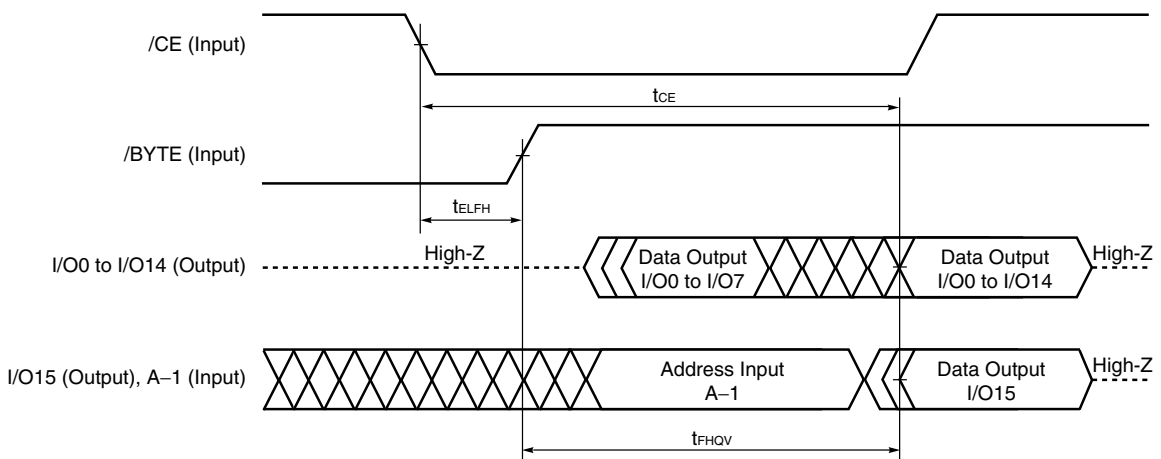 /CE (Input)
tCE
/BYTE (Input)
tELFH
I/O0 to I/O14 (Output)
High-Z
Data Output
I/O0 to I/O7
Data Output
I/O0 to I/O14
High-Z
I/O15 (Output), A–1 (Input)
Address Input
A–1
Data Output
I/O15
High-Z
tFHQV